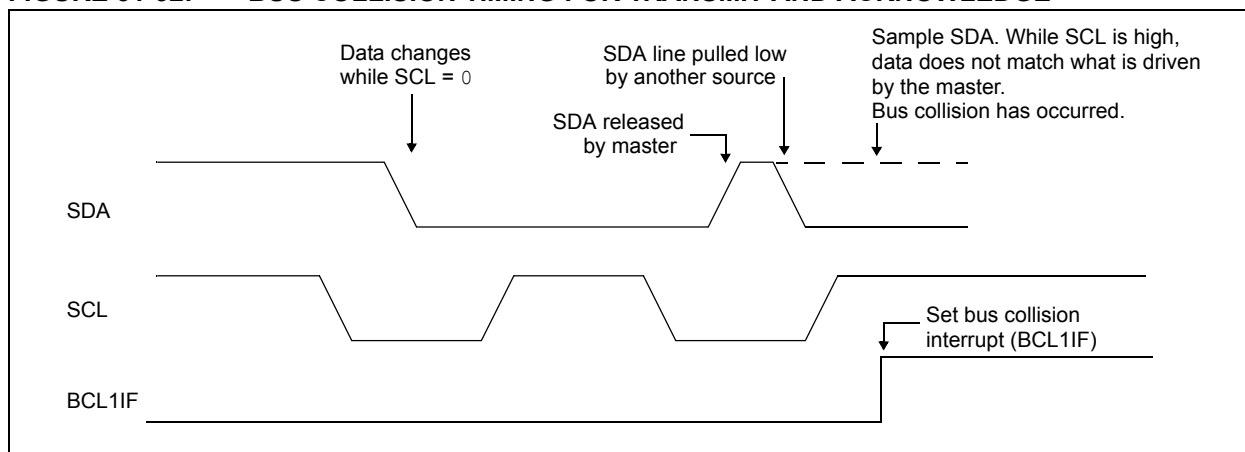 Data changes
while SCL = 0
SDA line pulled low
by another source
SDA released
by master
Sample SDA. While SCL is high,
data does not match what is driven
by the master.
Bus collision has occurred.
SDA
SCL
Set bus collision
interrupt (BCL1IF)
BCL1IF